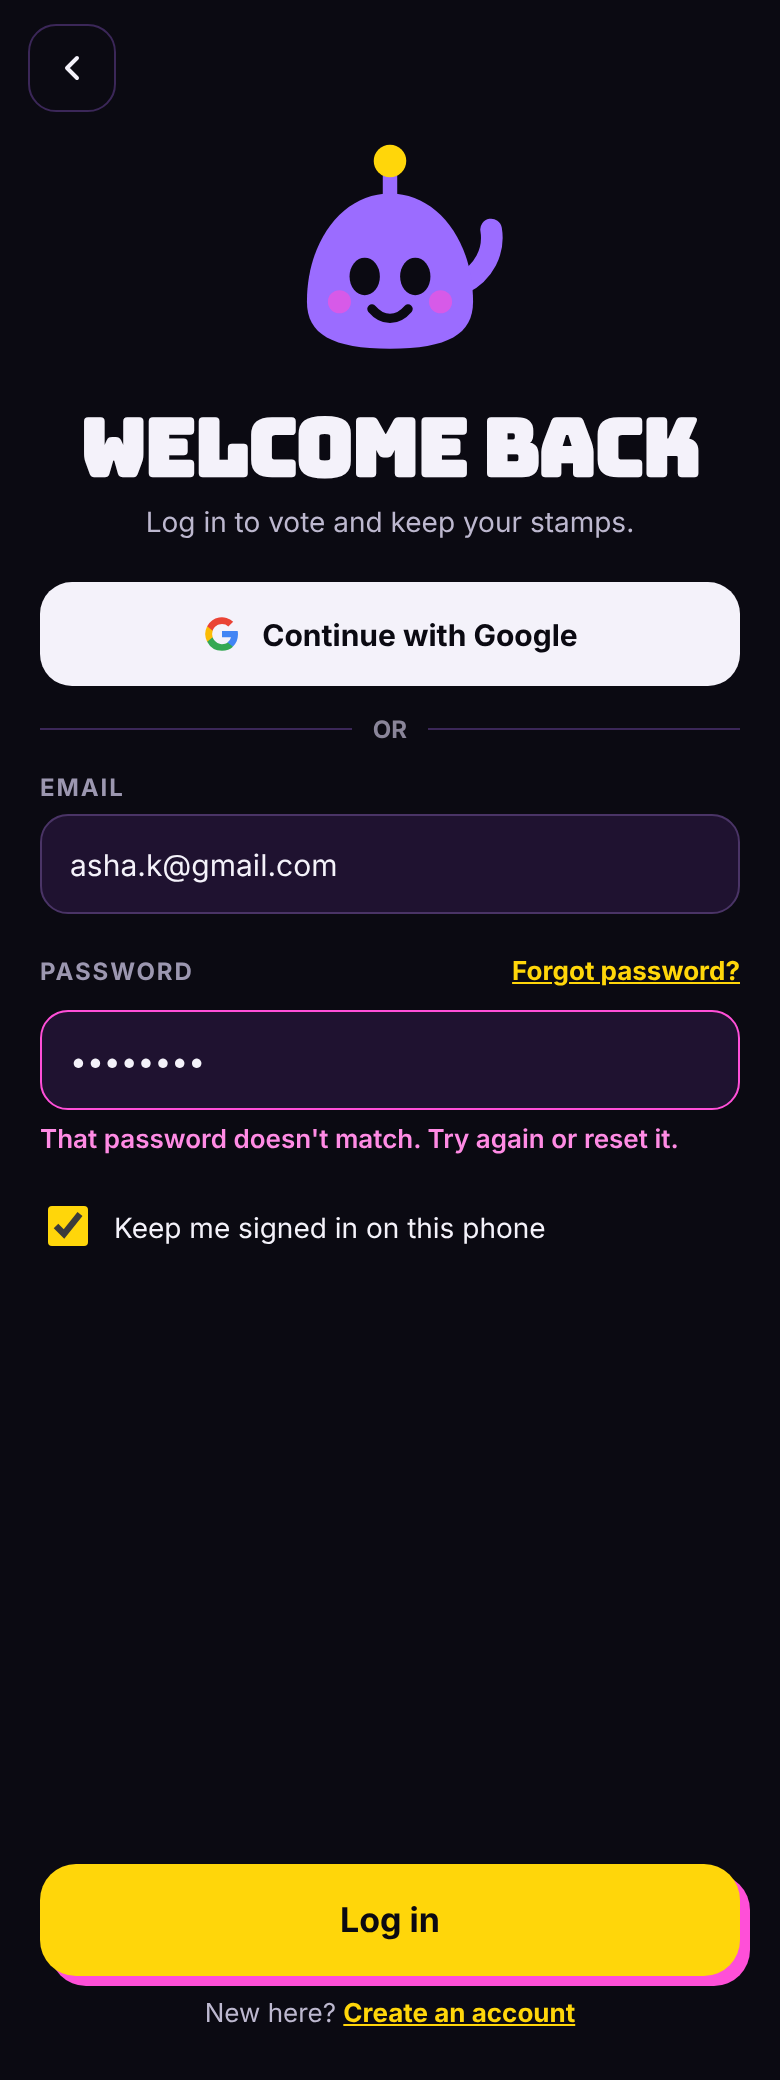 WELCOME BACK
Log in to vote and keep your stamps.
Continue with Google
OR
EMAIL
asha.k@gmail.com
PASSWORD
Forgot password?
••••••••
That password doesn't match. Try again or reset it.
Keep me signed in on this phone
Log in
New here? Create an account